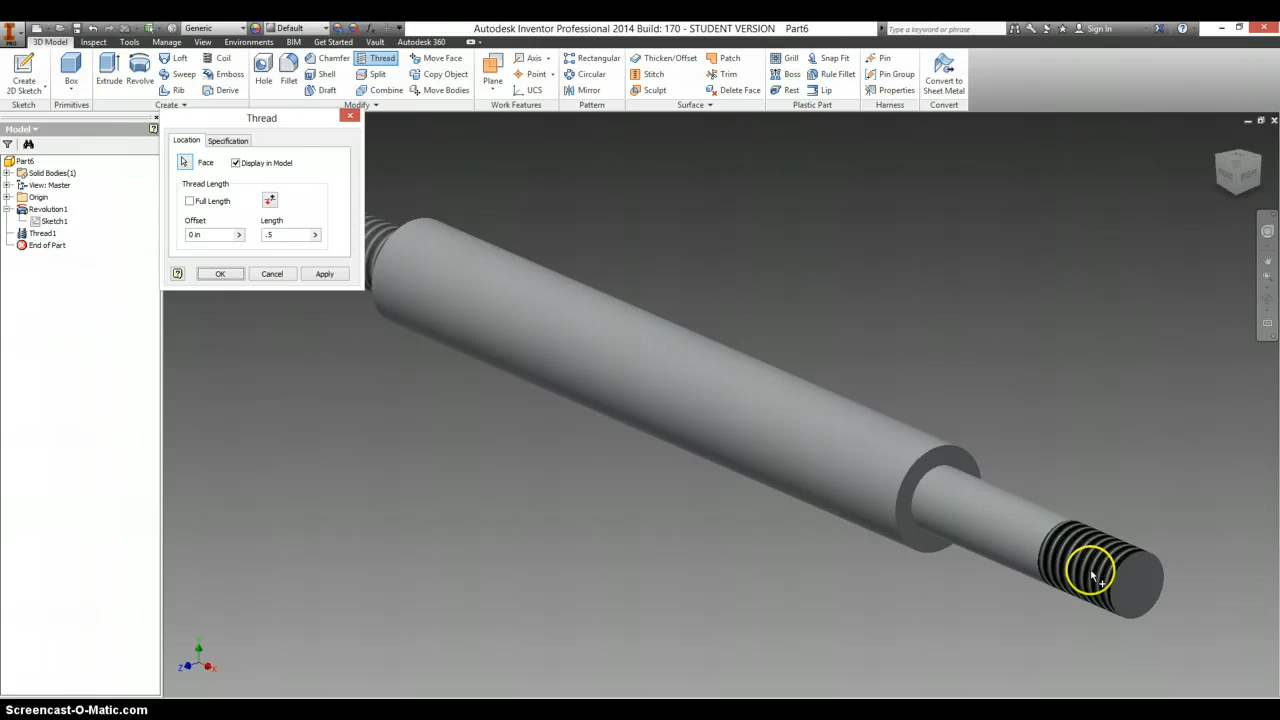 Generic
Default
Autodesk Inventor Professional 2014 Build: 170 - STUDENT VERSION Part6
Type a keyword or phrase
Sign In
PRO
3D Model Inspect Tools Manage View Environments BIM Get Started Vault Autodesk 360
Create
2D Sketch
Box
Extrude
Revolve
Loft
Coil
Sweep
Emboss
Rib
Derive
Hole
Fillet
Chamfer
Thread
Move Face
Shell
Split
Copy Object
Draft
Combine
Move Bodies
Plane
Axis
Point
UCS
Rectangular
Circular
Mirror
Thicken/Offset
Patch
Stitch
Trim
Sculpt
Delete Face
Grill
Snap Fit
Boss
Rule Fillet
Rest
Lip
Pin
Pin Group
Properties
Convert to
Sheet Metal
Sketch Primitives Create Modify Work Features Pattern Surface Plastic Part Harness Convert
Model
Part6
Solid Bodies(1)
View: Master
Origin
Revolution1
Sketch1
Thread1
End of Part
Thread
Location Specification
Face Display in Model
Thread Length
Full Length
Offset Length
0 in .5
OK Cancel Apply
Z X
Screencast-O-Matic.com